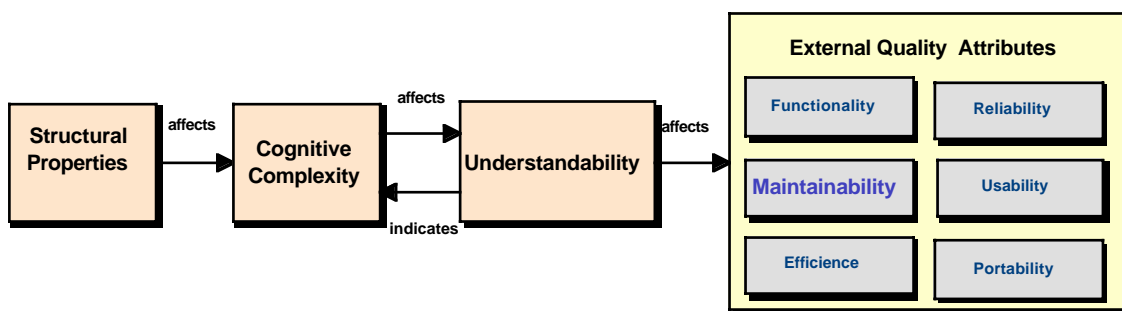 Structural
Properties
affects
Cognitive
Complexity
affects
indicates
Understandability
affects
External Quality Attributes
Functionality
Reliability
Maintainability
Usability
Efficience
Portability